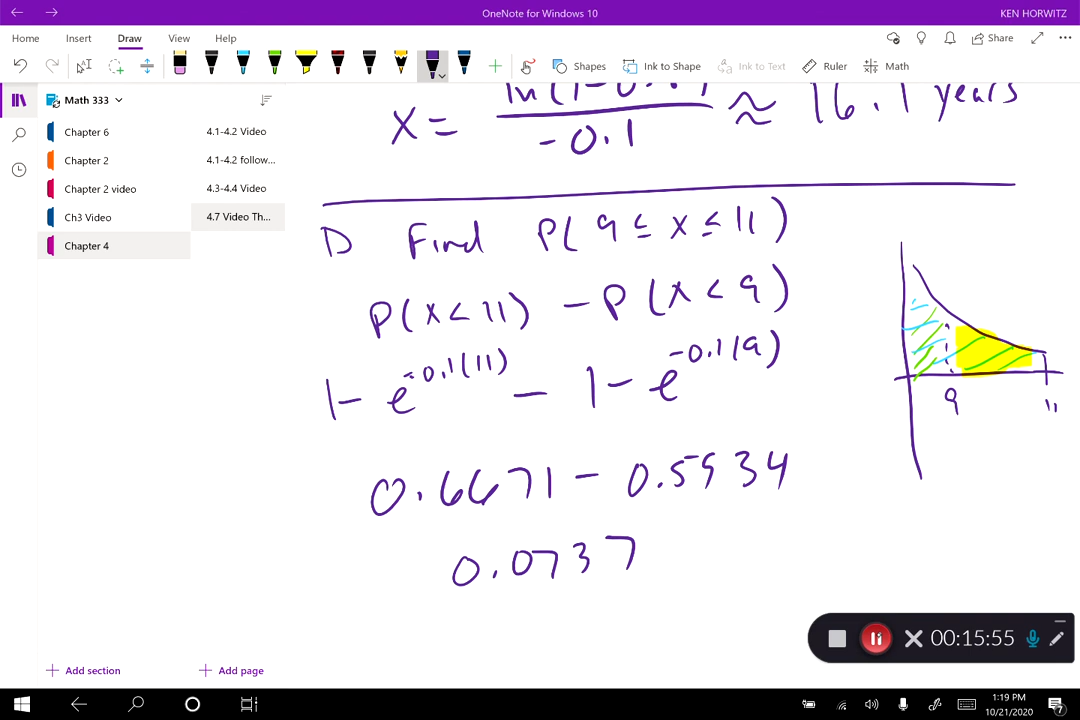 OneNote for Windows 10
KEN HORWITZ
Home Insert Draw View Help
Share
Shapes Ink to Shape Ink to Text Ruler Math
Math 333
Chapter 6
Chapter 2
Chapter 2 video
Ch3 Video
Chapter 4
4.1-4.2 Video
4.1-4.2 follow...
4.3-4.4 Video
4.7 Video Th...
x = / -0.1 ≈ 16.1 years
D Find P(9 ≤ x ≤ 11)
P(x < 11) - P(x < 9)
1 - e^-0.1(11) - 1 - e^-0.1(9)
0.6671 - 0.5934
0.0737
9
11
Add section
Add page
00:15:55
1:19 PM
10/21/2020
7